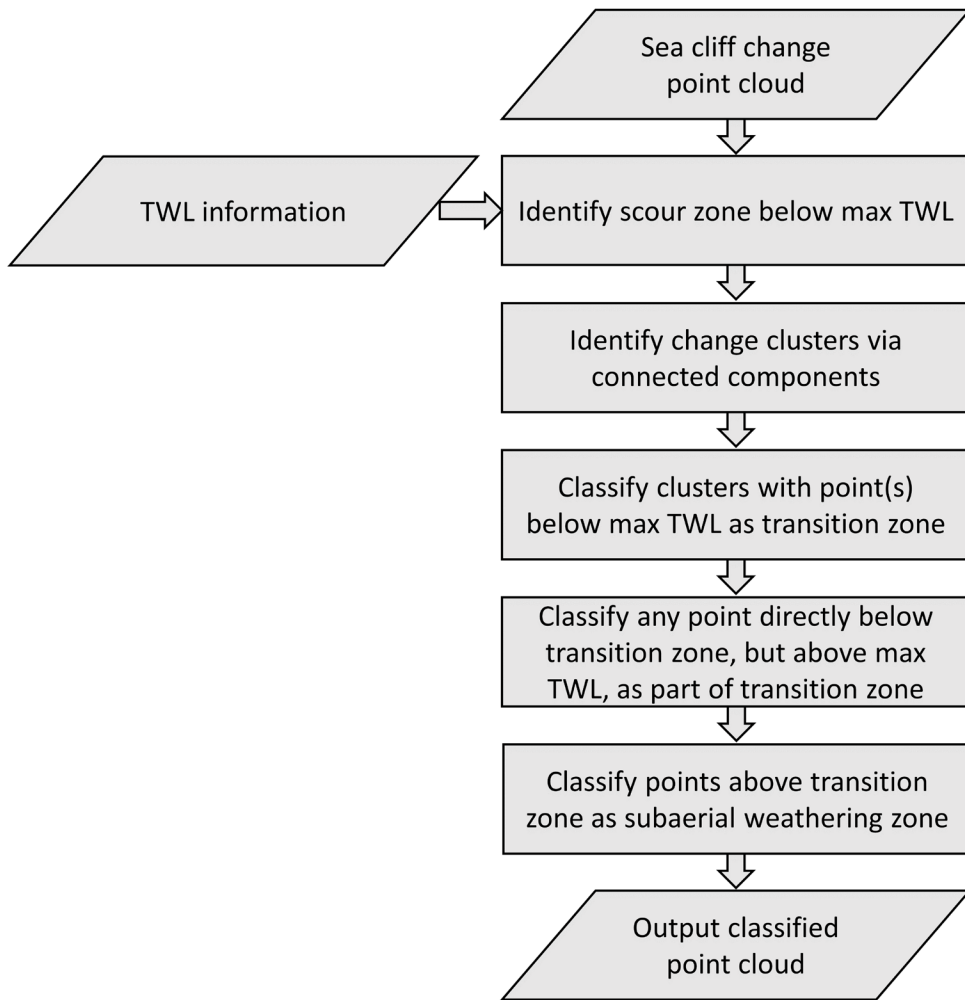 Sea cliff change
point cloud
TWL information
Identify scour zone below max TWL
Identify change clusters via
connected components
Classify clusters with point(s)
below max TWL as transition zone
Classify any point directly below
transition zone, but above max
TWL, as part of transition zone
Classify points above transition
zone as subaerial weathering zone
Output classified
point cloud